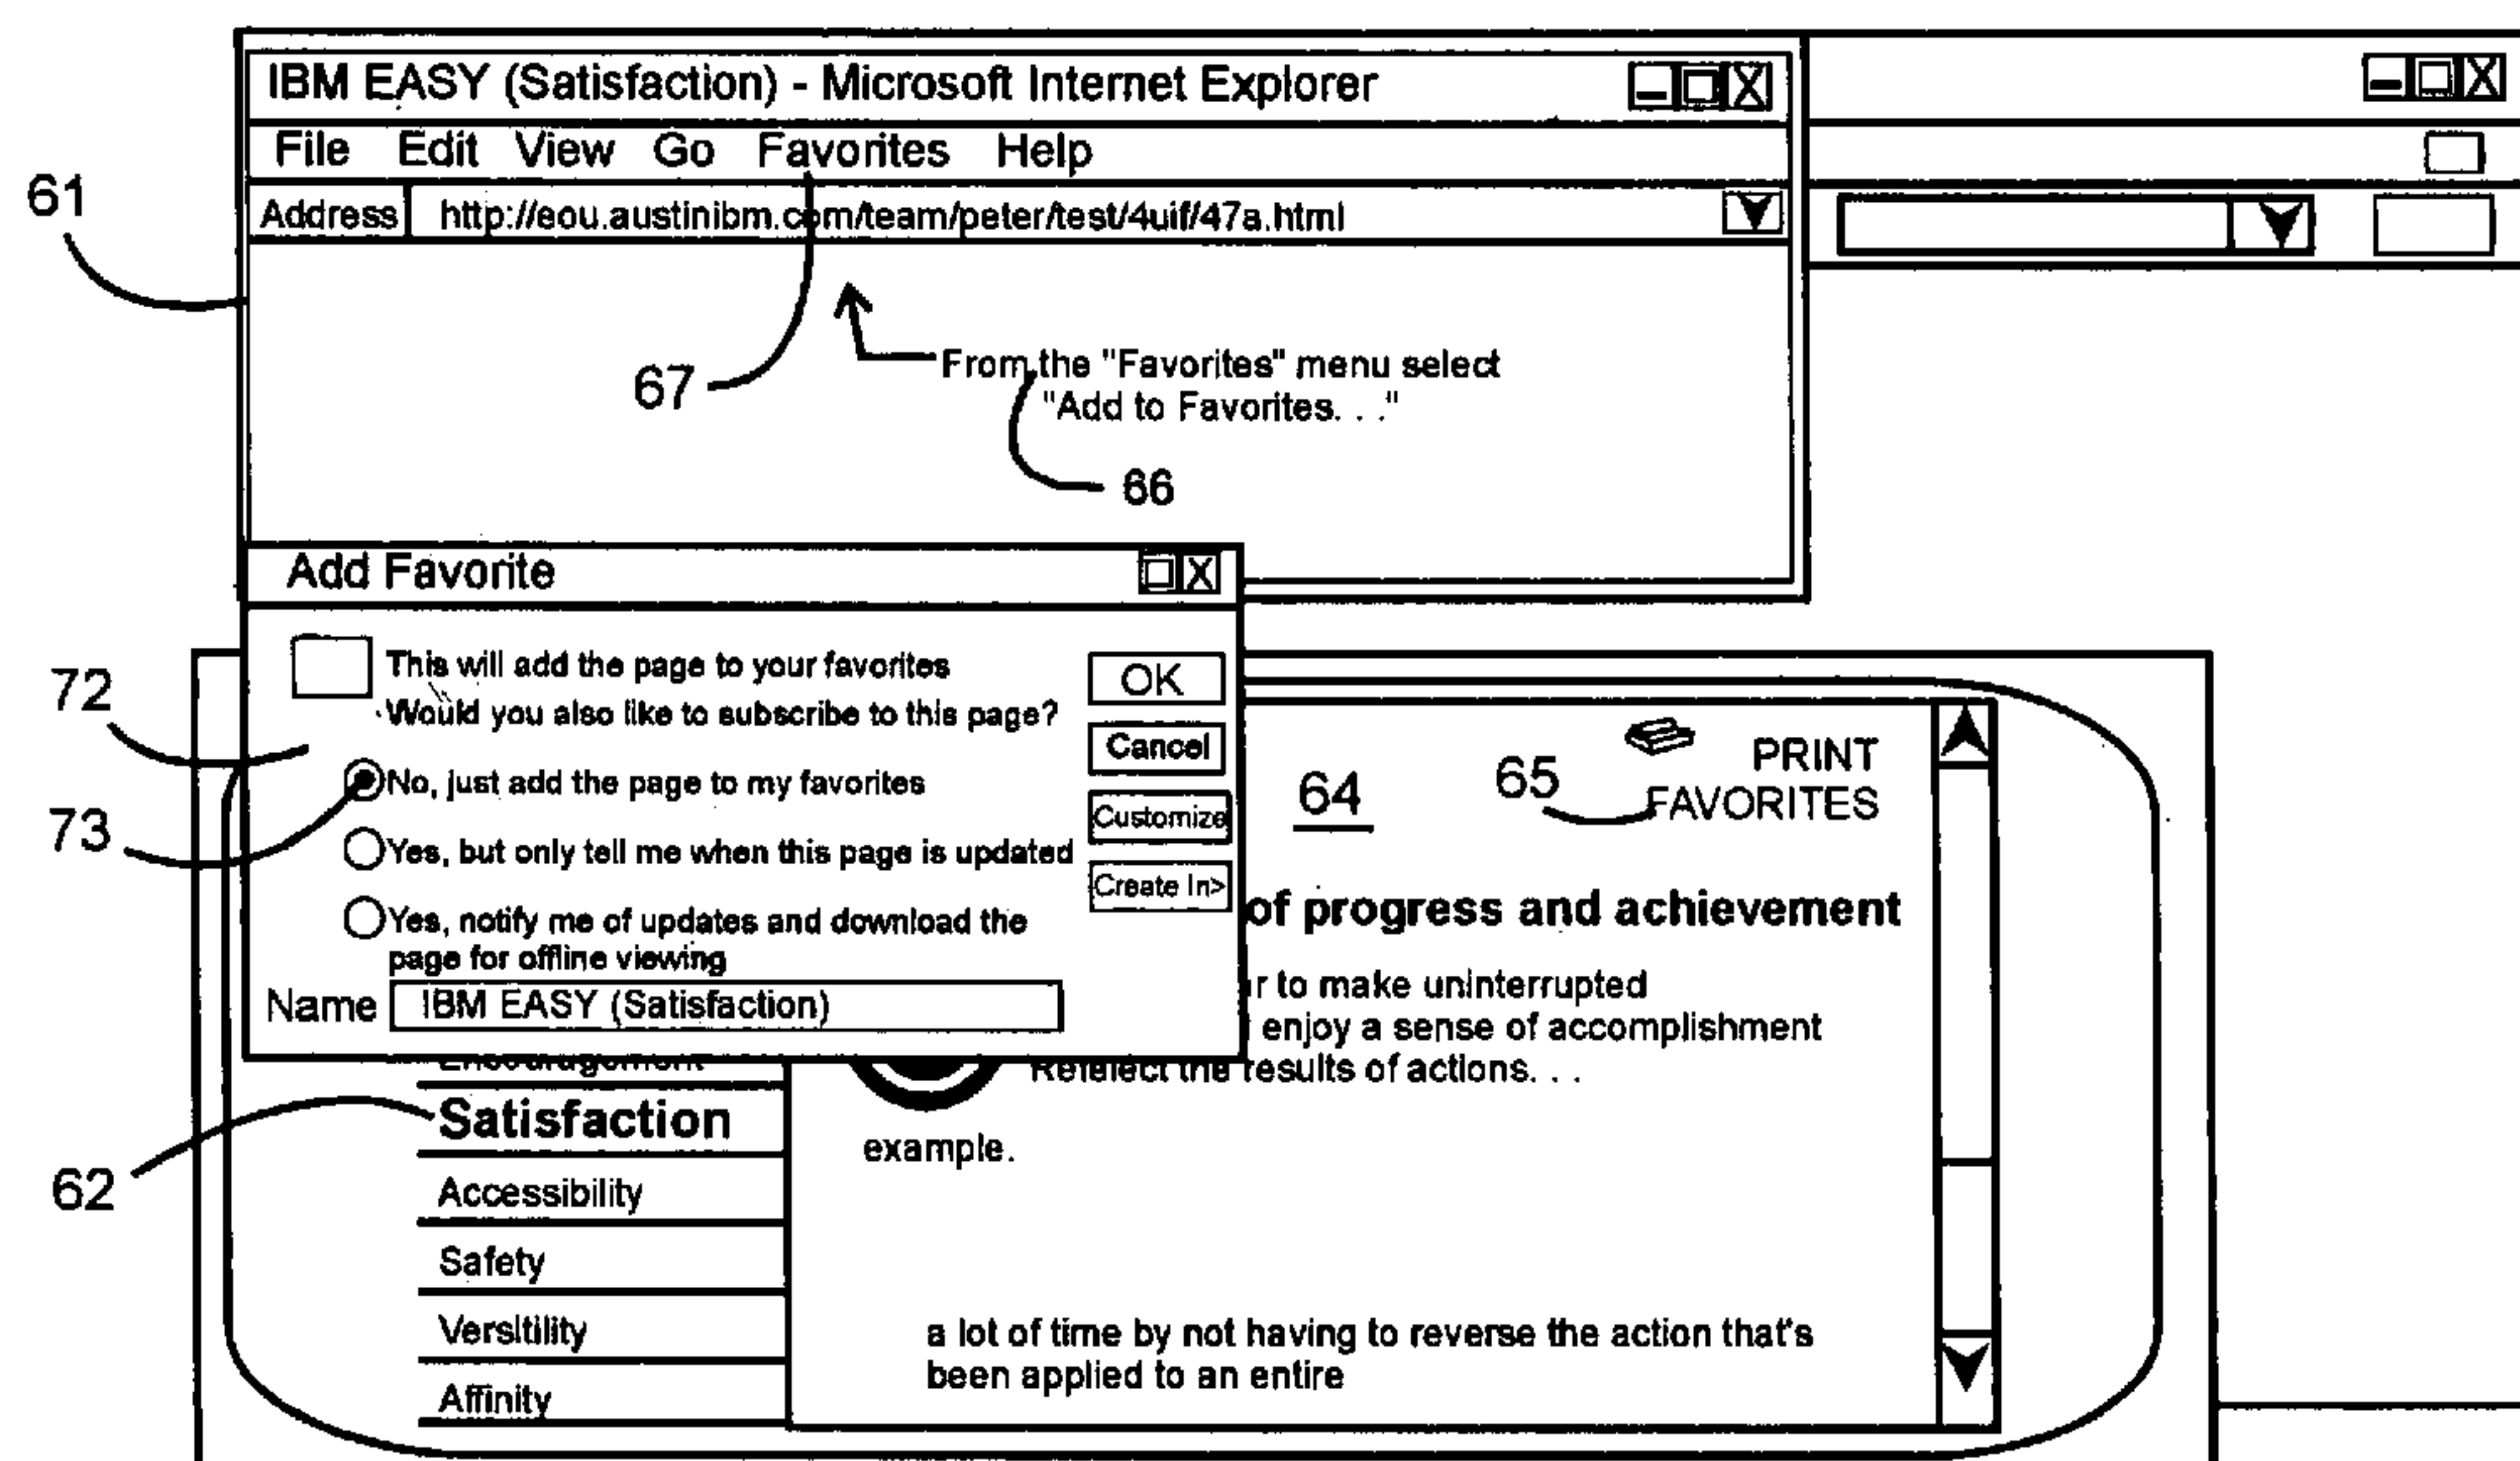 IBM EASY (Satisfaction) - Microsoft Internet Explorer
File Edit View Go Favorites Help
61
Address http://eou.austinibm.com/team/peter/test/4uif/47a.html
From the "Favorites" menu select
"Add to Favorites. . ."
67
66
Add Favorite
72
This will add the page to your favorites
Would you also like to subscribe to this page?
OK
Cancel
73
No, just add the page to my favorites
Customize
Yes, but only tell me when this page is updated
Create In>
Yes, notify me of updates and download the
page for offline viewing
Name IBM EASY (Satisfaction)
64
65
PRINT
FAVORITES
of progress and achievement
r to make uninterrupted
enjoy a sense of accomplishment
Refelect the results of actions. . .
Encouragement
62
Satisfaction
example.
Accessibility
Safety
Versitility
Affinity
a lot of time by not having to reverse the action that's
been applied to an entire